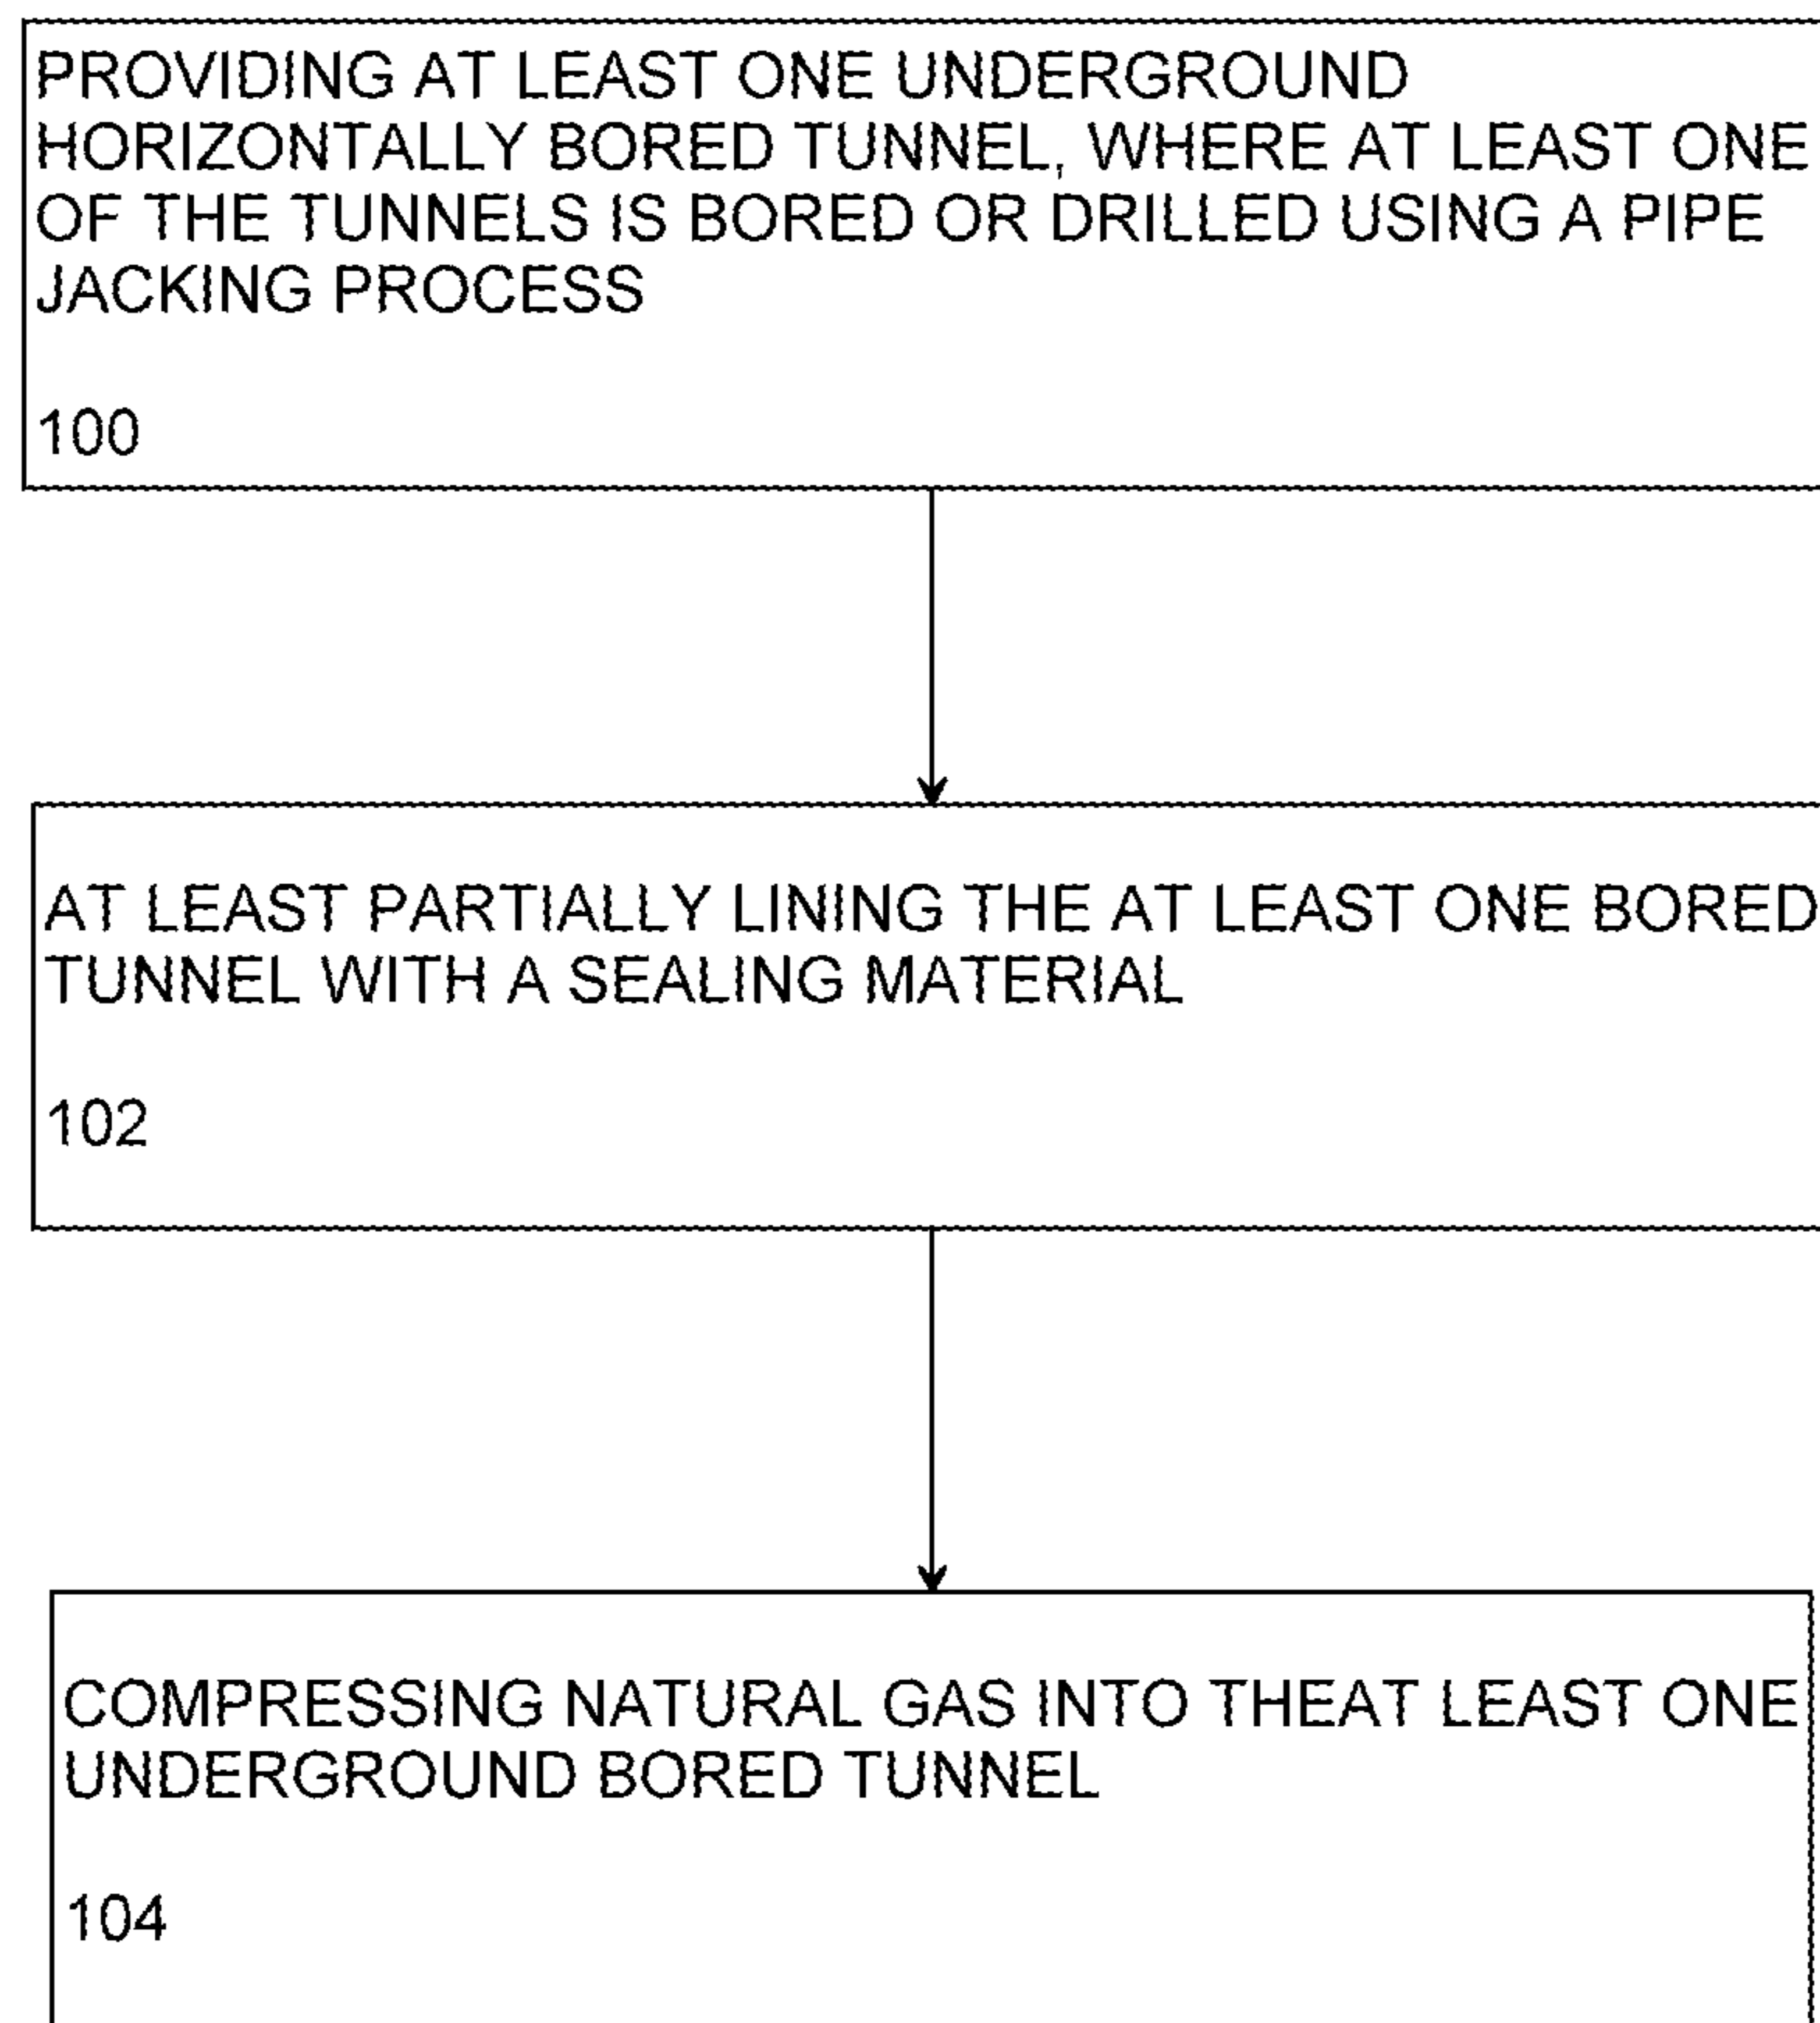 PROVIDING AT LEAST ONE UNDERGROUND
HORIZONTALLY BORED TUNNEL, WHERE AT LEAST ONE
OF THE TUNNELS IS BORED OR DRILLED USING A PIPE
JACKING PROCESS
100
AT LEAST PARTIALLY LINING THE AT LEAST ONE BORED
TUNNEL WITH A SEALING MATERIAL
102
COMPRESSING NATURAL GAS INTO THEAT LEAST ONE
UNDERGROUND BORED TUNNEL
104